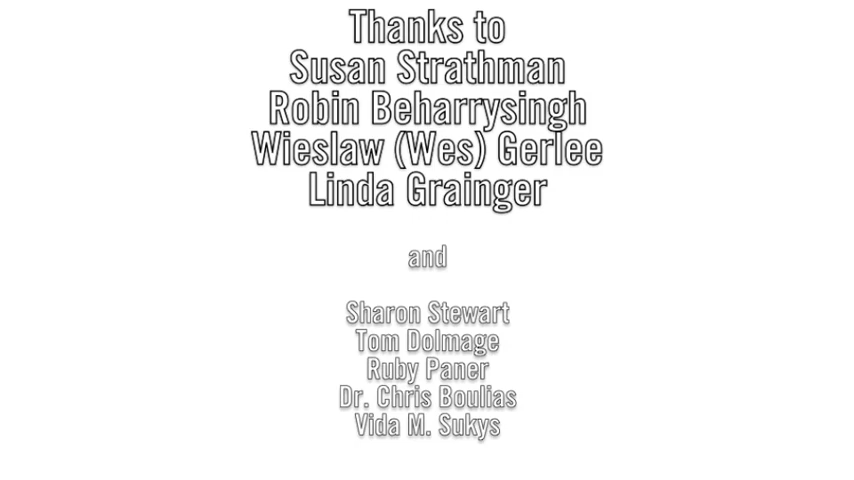 Thanks to
Susan Strathman
Robin Beharrysingh
Wieslaw (Wes) Gerlee
Linda Grainger
and
Sharon Stewart
Tom Dolmage
Ruby Paner
Dr. Chris Boulias
Vida M. Sukys